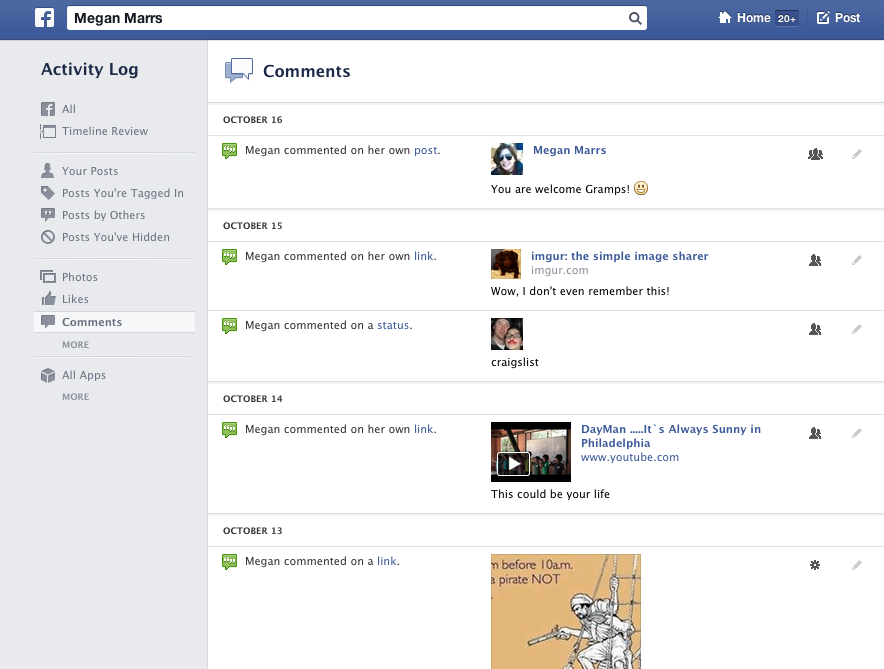 f Megan Marrs Home 20+ Post
Activity Log
All
Timeline Review
Your Posts
Posts You're Tagged In
Posts by Others
Posts You've Hidden
Photos
Likes
Comments
MORE
All Apps
MORE
Comments
OCTOBER 16
Megan commented on her own post.
Megan Marrs
You are welcome Gramps! 😃
OCTOBER 15
Megan commented on her own link.
imgur: the simple image sharer
imgur.com
Wow, I don't even remember this!
Megan commented on a status.
craigslist
OCTOBER 14
Megan commented on her own link.
DayMan .....It`s Always Sunny in
Philadelphia
www.youtube.com
This could be your life
OCTOBER 13
Megan commented on a link.
before 10a.m.
a pirate NOT